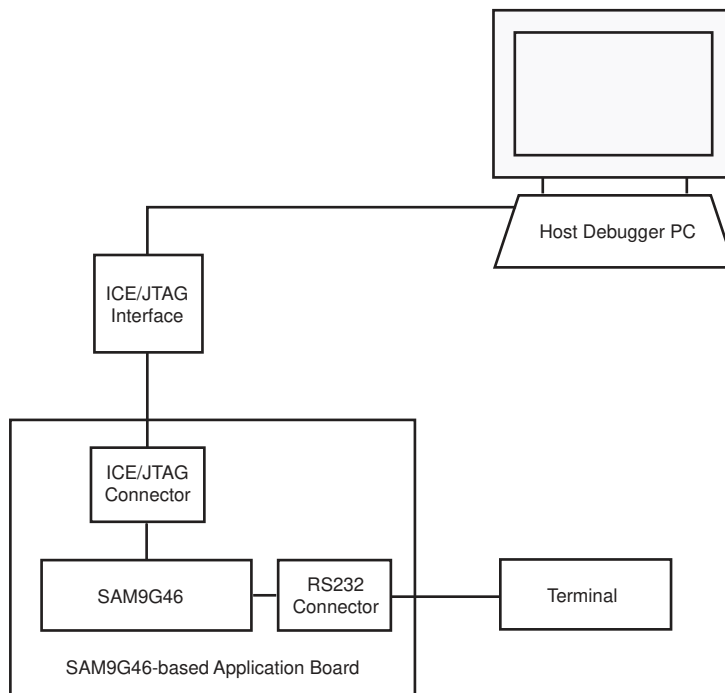 Host Debugger PC
ICE/JTAG
Interface
ICE/JTAG
Connector
SAM9G46
RS232
Connector
Terminal
SAM9G46-based Application Board